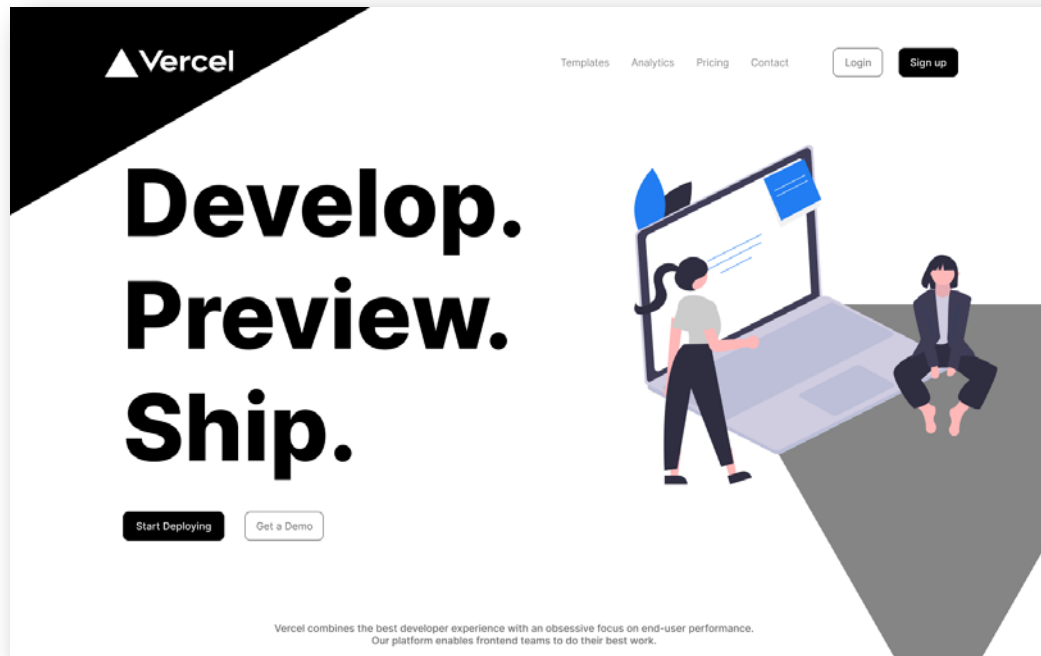 Vercel
Templates Analytics Pricing Contact Login Sign up
Develop.
Preview.
Ship.
Start Deploying Get a Demo
Vercel combines the best developer experience with an obsessive focus on end-user performance.
Our platform enables frontend teams to do their best work.